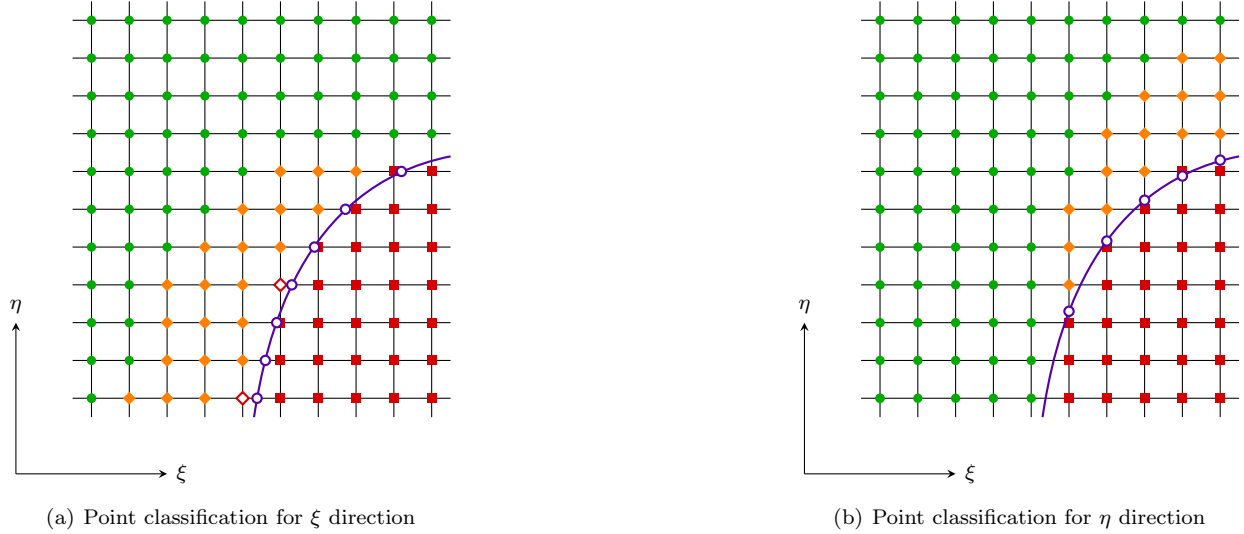 η
ξ
(a) Point classification for ξ direction
η
ξ
(b) Point classification for η direction